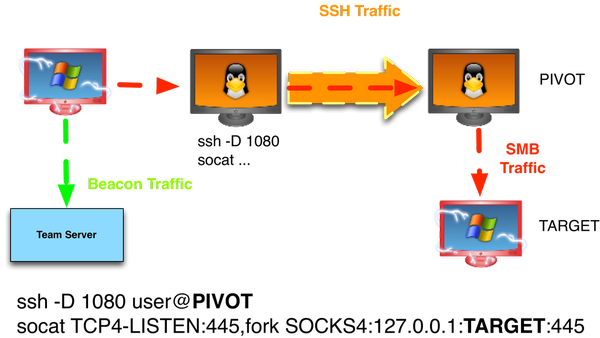 SSH Traffic
PIVOT
ssh -D 1080
socat ...
SMB
Traffic
Beacon Traffic
TARGET
Team Server
ssh -D 1080 user@PIVOT
socat TCP4-LISTEN:445,fork SOCKS4:127.0.0.1:TARGET:445